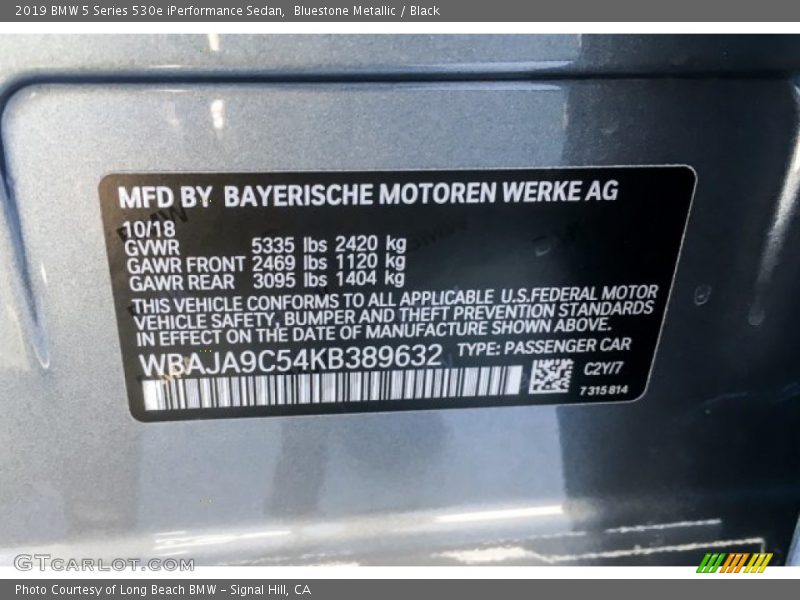 2019 BMW 5 Series 530e iPerformance Sedan,  Bluestone Metallic / Black
MFD BY BAYERISCHE MOTOREN WERKE AG
10/18
GVWR 5335 lbs 2420 kg
GAWR FRONT 2469 lbs 1120 kg
GAWR REAR 3095 lbs 1404 kg
THIS VEHICLE CONFORMS TO ALL APPLICABLE U.S.FEDERAL MOTOR
VEHICLE SAFETY, BUMPER AND THEFT PREVENTION STANDARDS
IN EFFECT ON THE DATE OF MANUFACTURE SHOWN ABOVE.
WBAJA9C54KB389632 TYPE: PASSENGER CAR
C2Y/7
7 315 814
GTCARLOT.COM
Photo Courtesy of Long Beach BMW - Signal Hill, CA